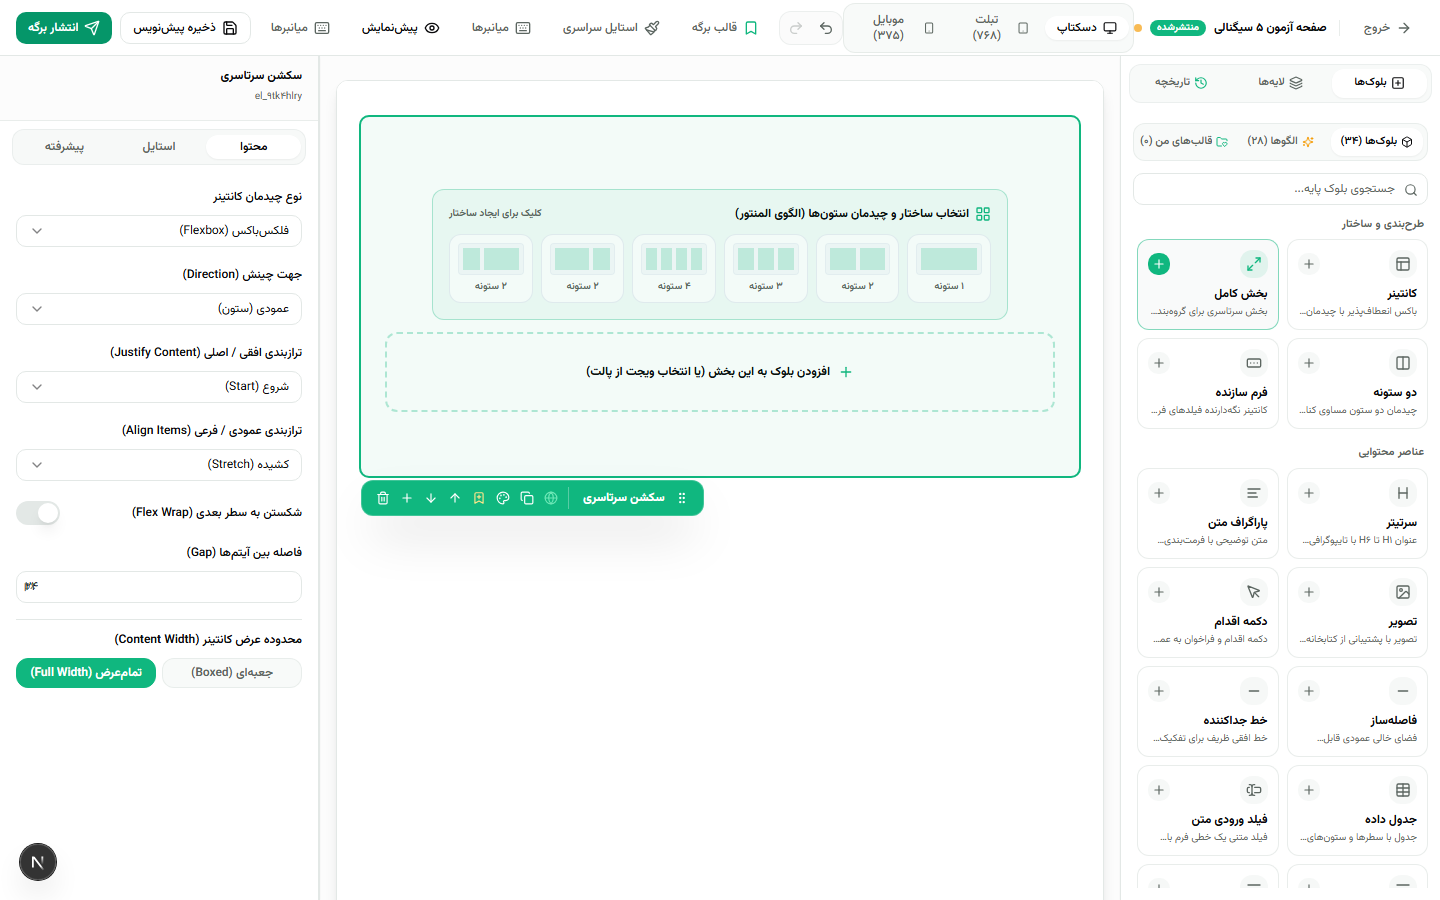 خروج
صفحه آزمون ۵ سیگنالی
منتشرشده
دسکتاپ
تبلت (۷۶۸)
موبایل (۳۷۵)
قالب برگه
استایل سراسری
میانبرها
پیش‌نمایش
میانبرها
ذخیره پیش‌نویس
انتشار برگه
بلوک‌ها
لایه‌ها
تاریخچه
بلوک‌ها (۳۴)
الگوها (۲۸)
قالب‌های من (۰)
جستجوی بلوک پایه...
طرح‌بندی و ساختار
کانتینر
باکس انعطاف‌پذیر با چیدمان...
بخش کامل
بخش سرتاسری برای گروه‌بند...
دو ستونه
چیدمان دو ستون مساوی کنا...
فرم سازنده
کانتینر نگه‌دارنده فیلدهای فر...
عناصر محتوایی
سرتیتر
عنوان H1 تا H6 با تایپوگرافی...
پاراگراف متن
متن توضیحی با فرمت‌بندی...
تصویر
تصویر با پشتیبانی از کتابخانه...
دکمه اقدام
دکمه اقدام و فراخوان به عمـ...
فاصله‌ساز
فضای خالی عمودی قابل...
خط جداکننده
خط افقی ظریف برای تفکیک...
جدول داده
جدول با سطرها و ستون‌های...
فیلد ورودی متن
فیلد متنی یک خطی فرم با...
انتخاب ساختار و چیدمان ستون‌ها (الگوی المنتور)
کلیک برای ایجاد ساختار
۱ ستونه
۲ ستونه
۳ ستونه
۴ ستونه
۲ ستونه
۲ ستونه
افزودن بلوک به این بخش (یا انتخاب ویجت از پالت)
سکشن سرتاسری
سکشن سرتاسری
el_۹tk۴hlry
محتوا
استایل
پیشرفته
نوع چیدمان کانتینر
فلکس‌باکس (Flexbox)
جهت چینش (Direction)
عمودی (ستون)
ترازبندی افقی / اصلی (Justify Content)
شروع (Start)
ترازبندی عمودی / فرعی (Align Items)
کشیده (Stretch)
شکستن به سطر بعدی (Flex Wrap)
فاصله بین آیتم‌ها (Gap)
محدوده عرض کانتینر (Content Width)
جعبه‌ای (Boxed)
تمام‌عرض (Full Width)
N